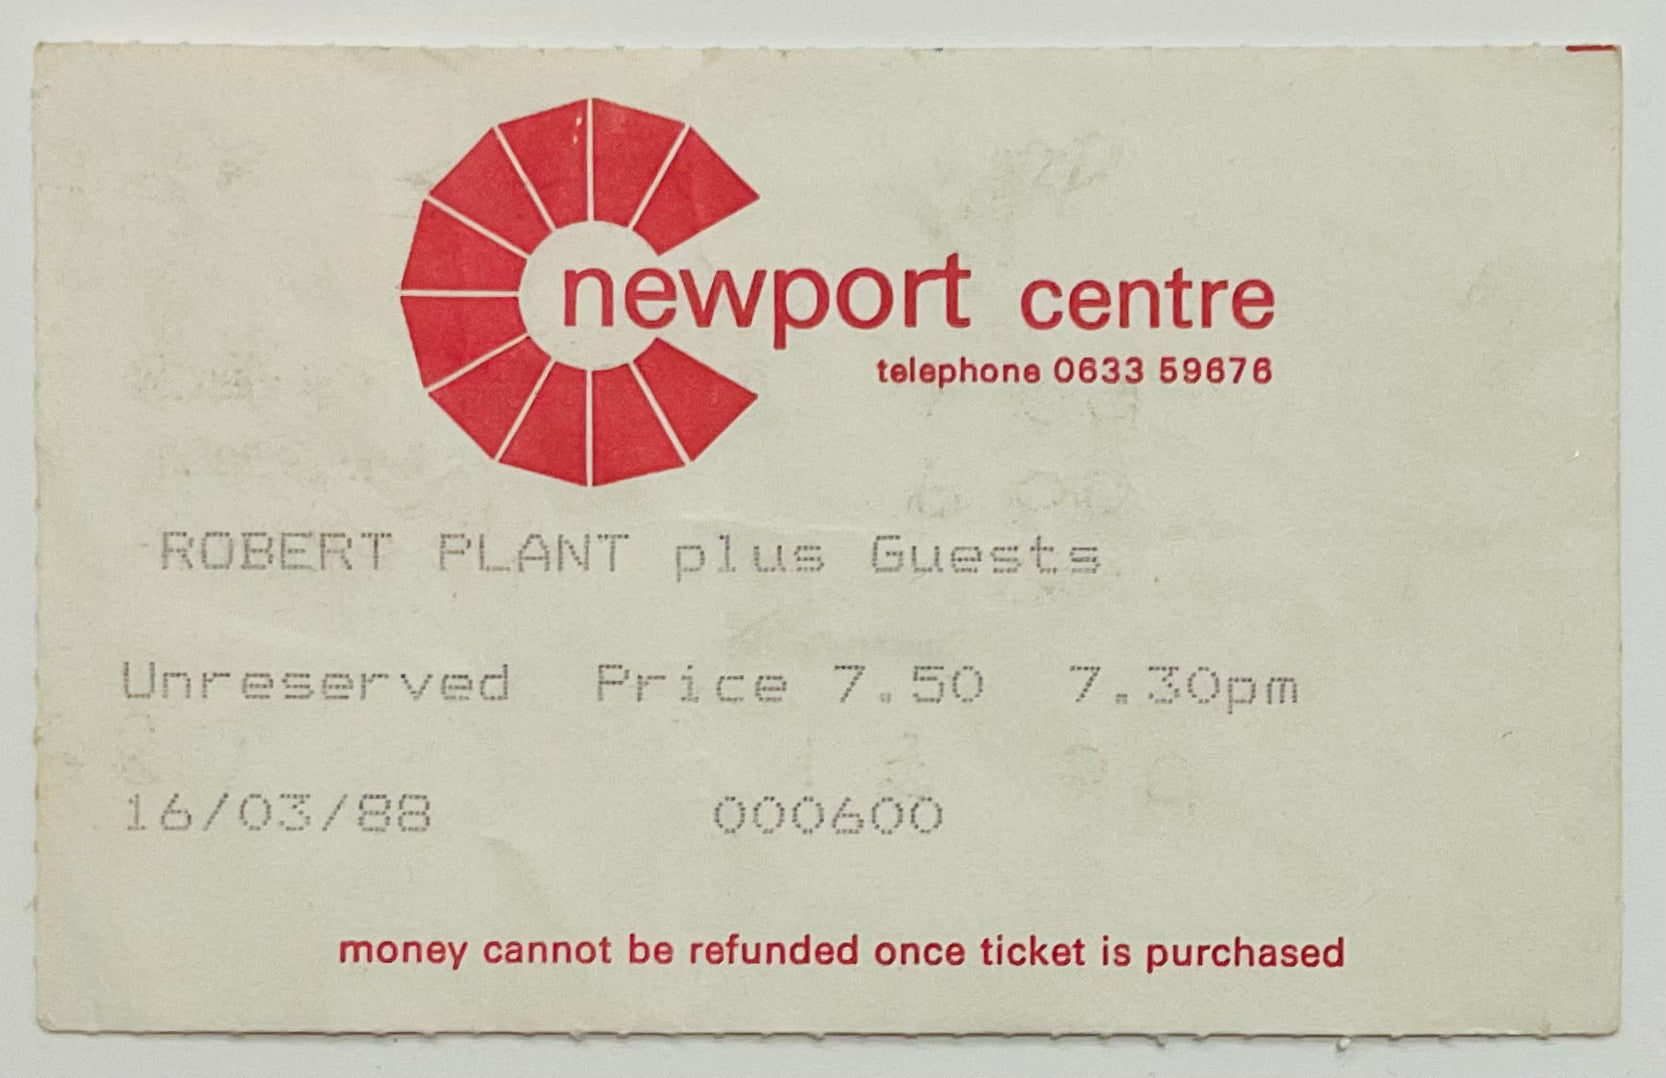 newport centre
telephone 0633 59676
ROBERT PLANT plus Guests
Unreserved Price 7.50 7.30pm
16/03/88 000600
money cannot be refunded once ticket is purchased